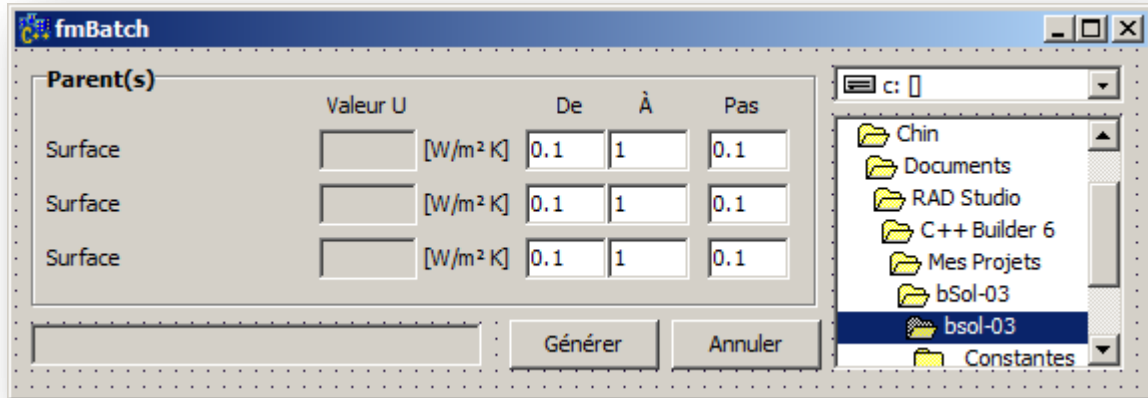 fmBatch
Parent(s)
Valeur U De À Pas
Surface [W/m² K] 0.1 1 0.1
Surface [W/m² K] 0.1 1 0.1
Surface [W/m² K] 0.1 1 0.1
Générer Annuler
c: []
Chin
Documents
RAD Studio
C++ Builder 6
Mes Projets
bSol-03
bsol-03
_Constantes